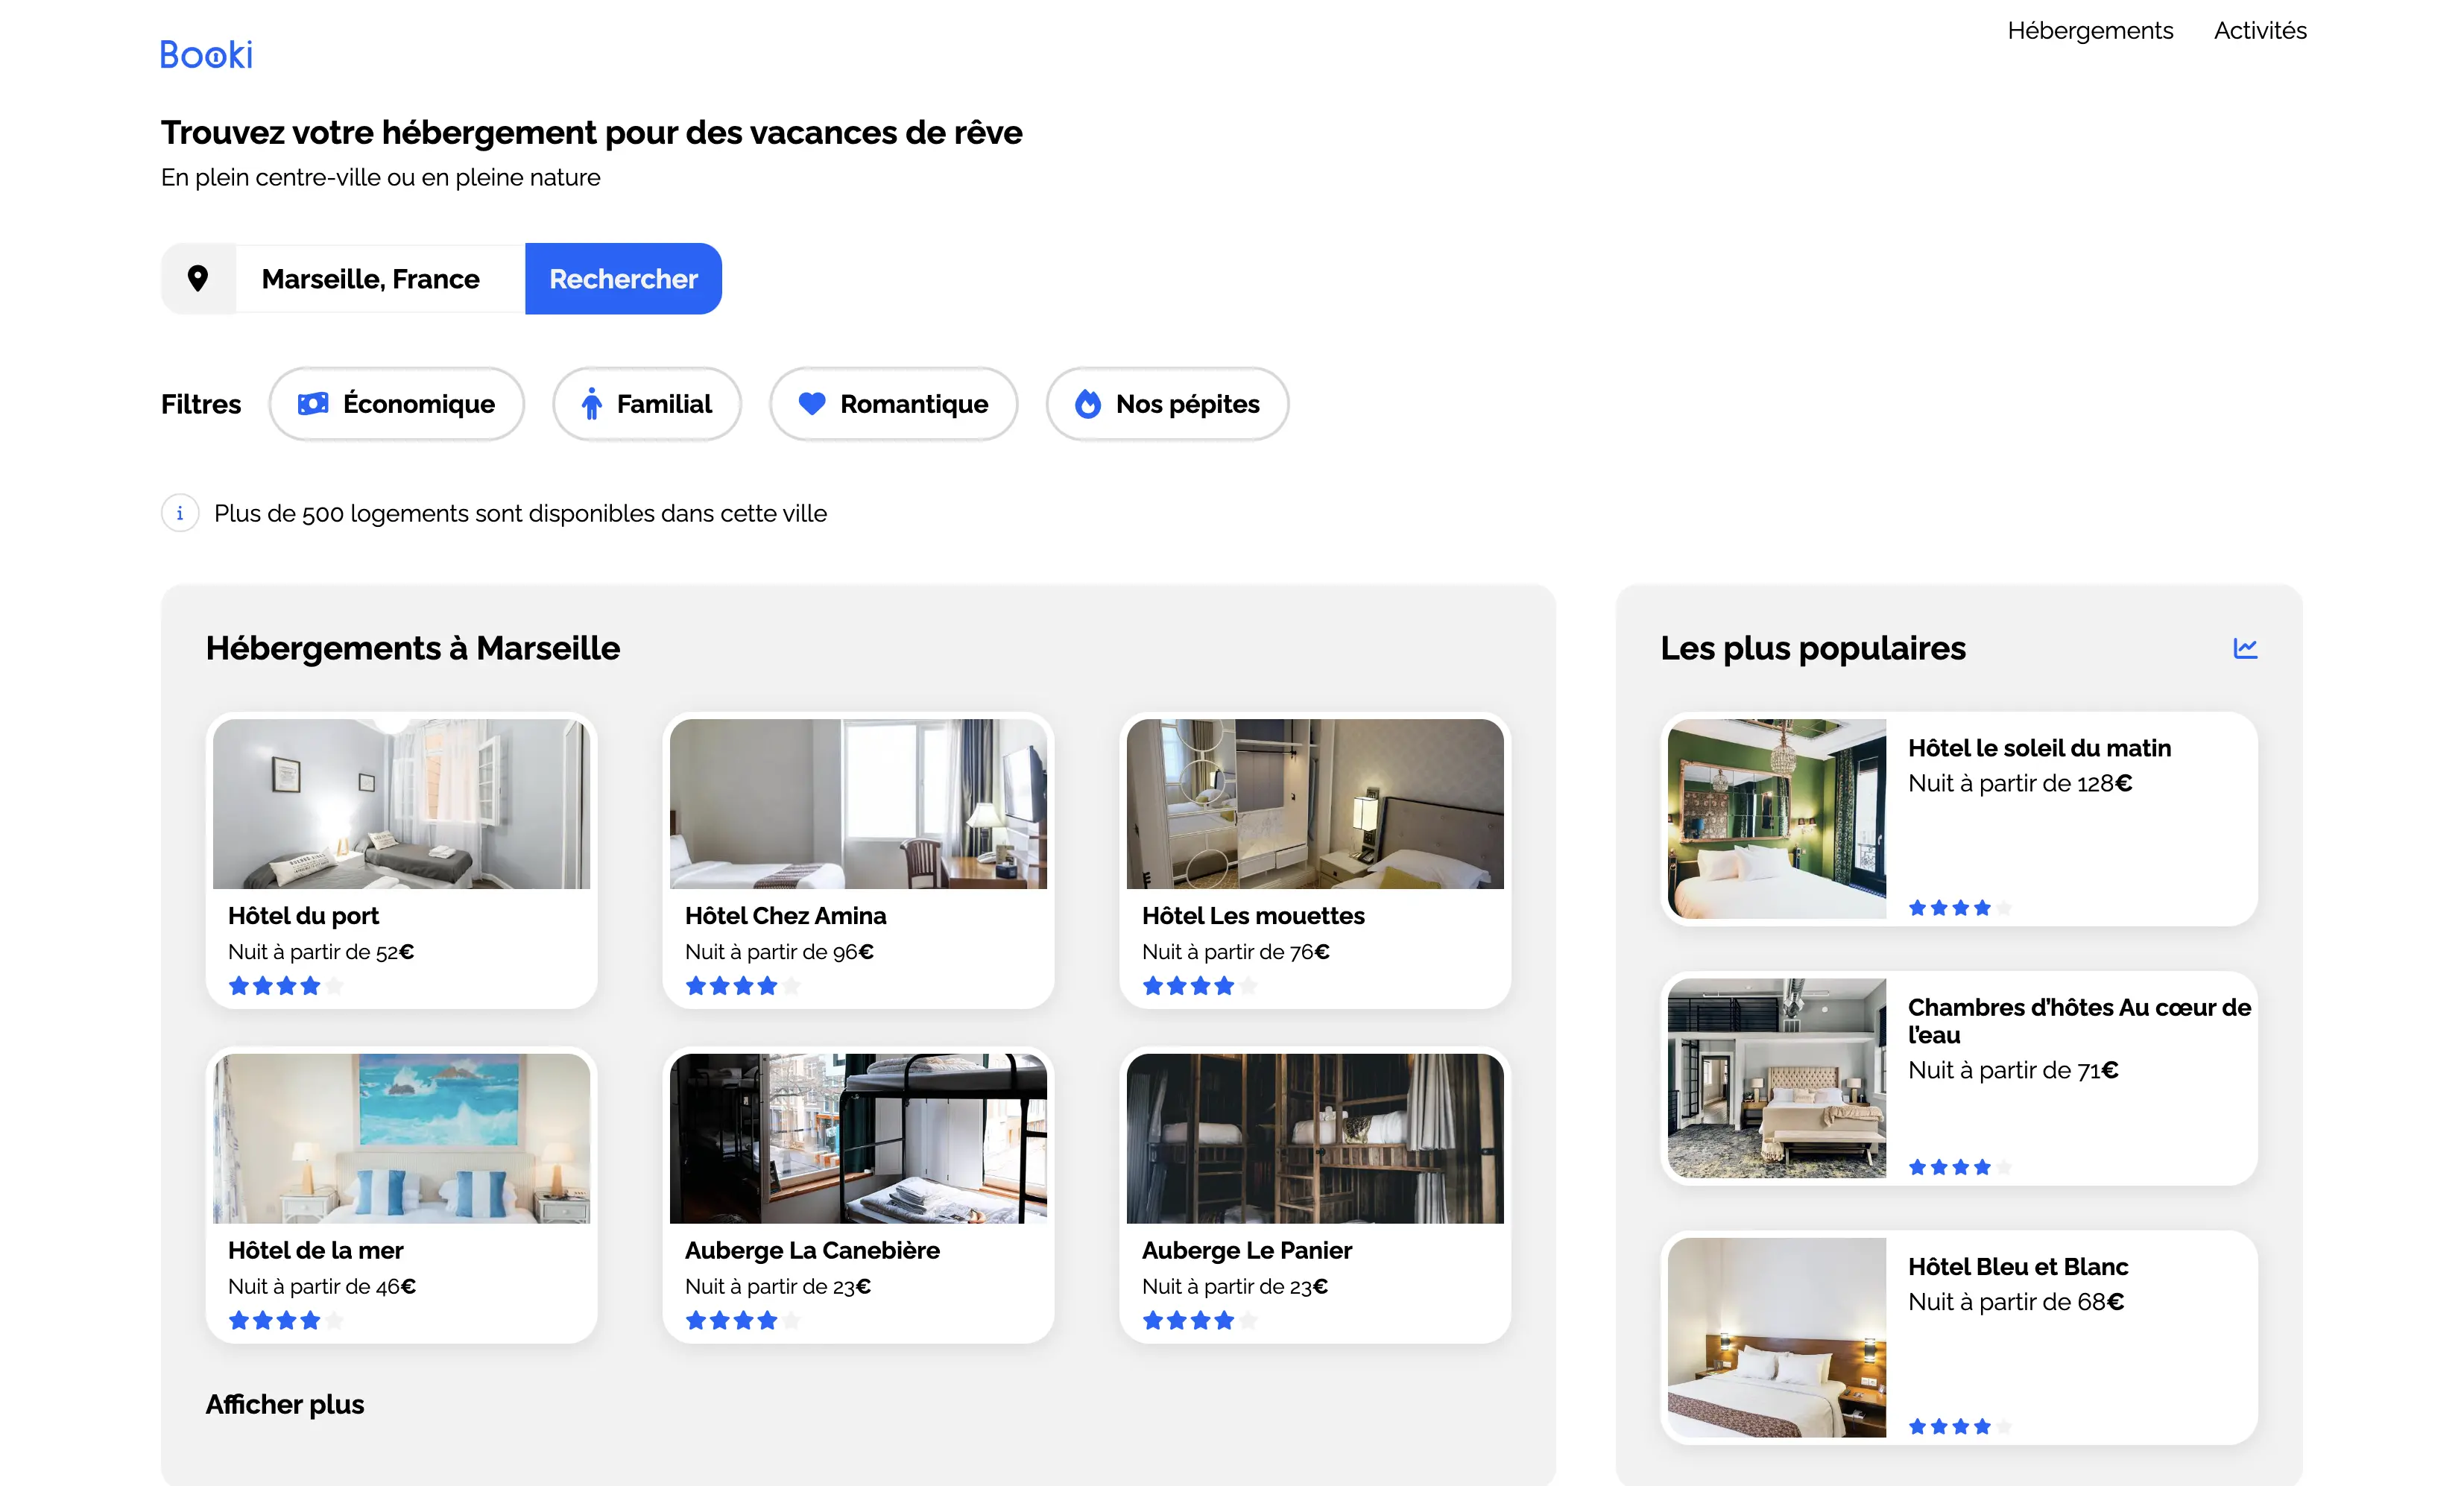 Booki
Hébergements Activités
Trouvez votre hébergement pour des vacances de rêve
En plein centre-ville ou en pleine nature
Marseille, France Rechercher
Filtres Économique Familial Romantique Nos pépites
i Plus de 500 logements sont disponibles dans cette ville
Hébergements à Marseille
Hôtel du port
Nuit à partir de 52€
Hôtel Chez Amina
Nuit à partir de 96€
Hôtel Les mouettes
Nuit à partir de 76€
Hôtel de la mer
Nuit à partir de 46€
Auberge La Canebière
Nuit à partir de 23€
Auberge Le Panier
Nuit à partir de 23€
Afficher plus
Les plus populaires
Hôtel le soleil du matin
Nuit à partir de 128€
Chambres d’hôtes Au cœur de
l’eau
Nuit à partir de 71€
Hôtel Bleu et Blanc
Nuit à partir de 68€